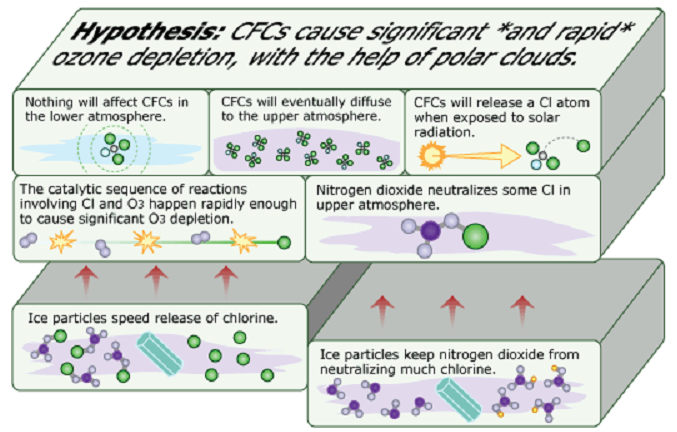 Hypothesis: CFCs cause significant *and rapid*
ozone depletion, with the help of polar clouds.
Nothing will affect CFCs in
the lower atmosphere.
CFCs will eventually diffuse
to the upper atmosphere.
CFCs will release a Cl atom
when exposed to solar
radiation.
The catalytic sequence of reactions
involving Cl and O3 happen rapidly enough
to cause significant O3 depletion.
Nitrogen dioxide neutralizes some Cl in
upper atmosphere.
Ice particles speed release of chlorine.
Ice particles keep nitrogen dioxide from
neutralizing much chlorine.